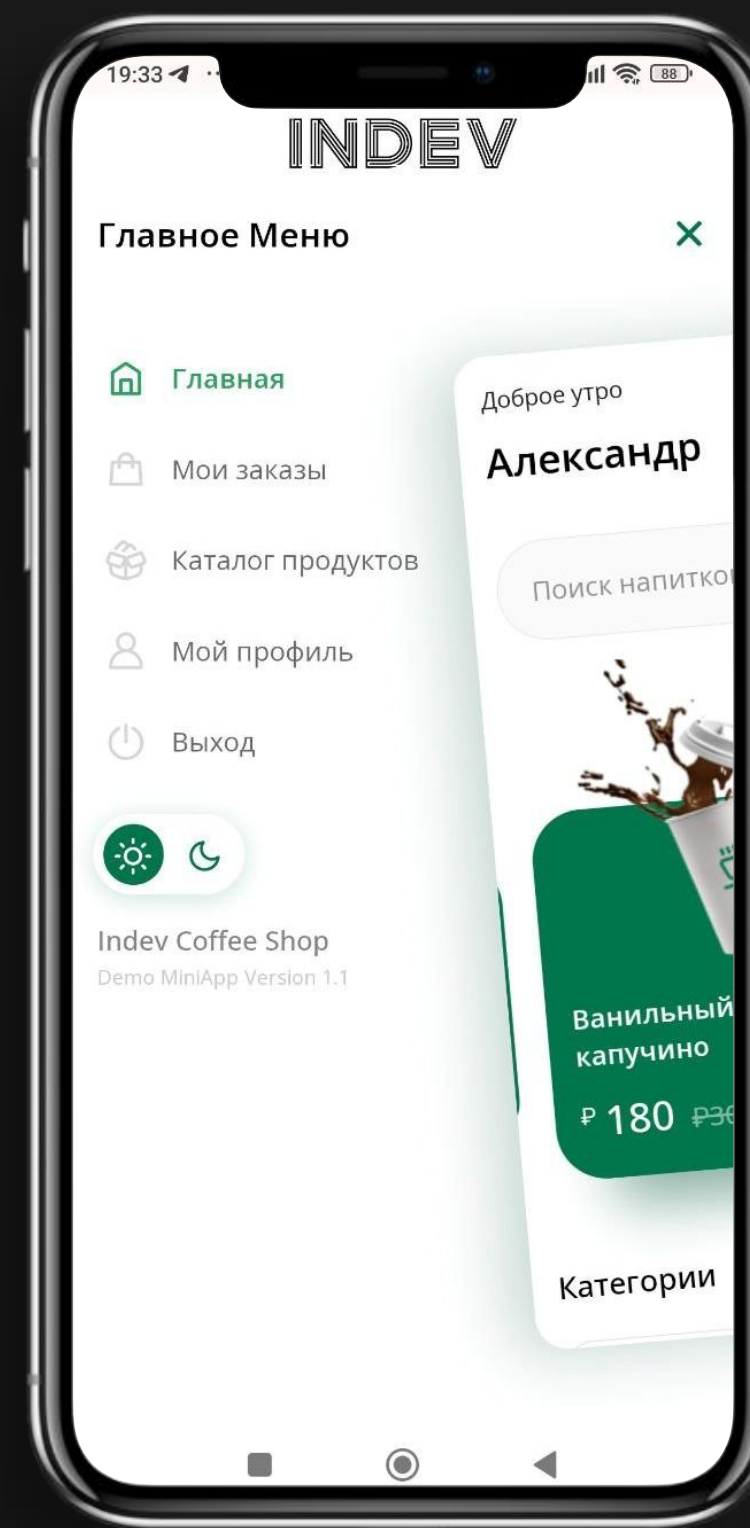 19:33
88
INDEV
Главное Меню
Главная
Мои заказы
Каталог продуктов
Мой профиль
Выход
Indev Coffee Shop
Demo MiniApp Version 1.1
Доброе утро
Александр
Поиск
Ванильный
капучино
₽ 180
Категории